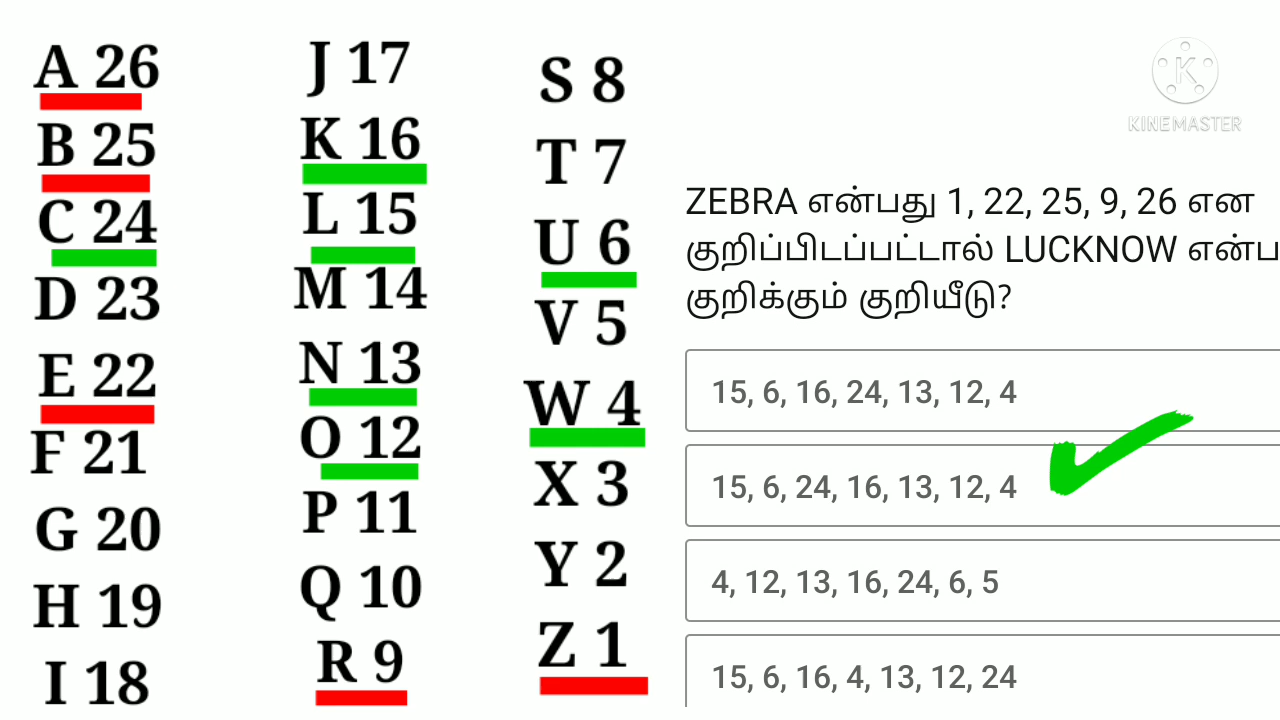 A 26
B 25
C 24
D 23
E 22
F 21
G 20
H 19
I 18
J 17
K 16
L 15
M 14
N 13
O 12
P 11
Q 10
R 9
S 8
T 7
U 6
V 5
W 4
X 3
Y 2
Z 1
K
KINEMASTER
ZEBRA என்பது 1, 22, 25, 9, 26 என
குறிப்பிடப்பட்டால் LUCKNOW என்ப
குறிக்கும் குறியீடு?
15, 6, 16, 24, 13, 12, 4
15, 6, 24, 16, 13, 12, 4
4, 12, 13, 16, 24, 6, 5
15, 6, 16, 4, 13, 12, 24